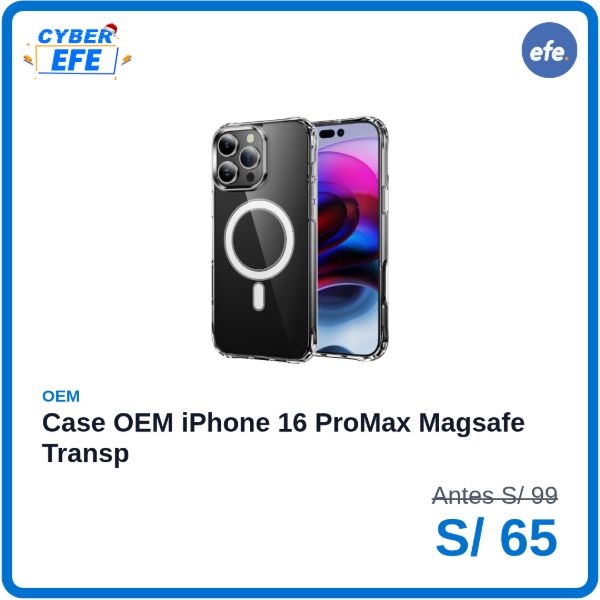 CYBER
EFE
efe.
OEM
Case OEM iPhone 16 ProMax Magsafe
Transp
Antes S/ 99
S/ 65